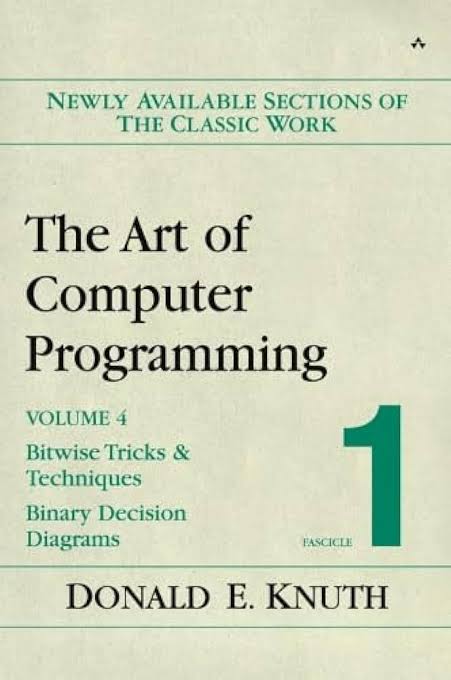 NEWLY AVAILABLE SECTIONS OF
THE CLASSIC WORK
The Art of
Computer
Programming
VOLUME 4
Bitwise Tricks &
Techniques
Binary Decision
Diagrams
FASCICLE 1
DONALD E. KNUTH